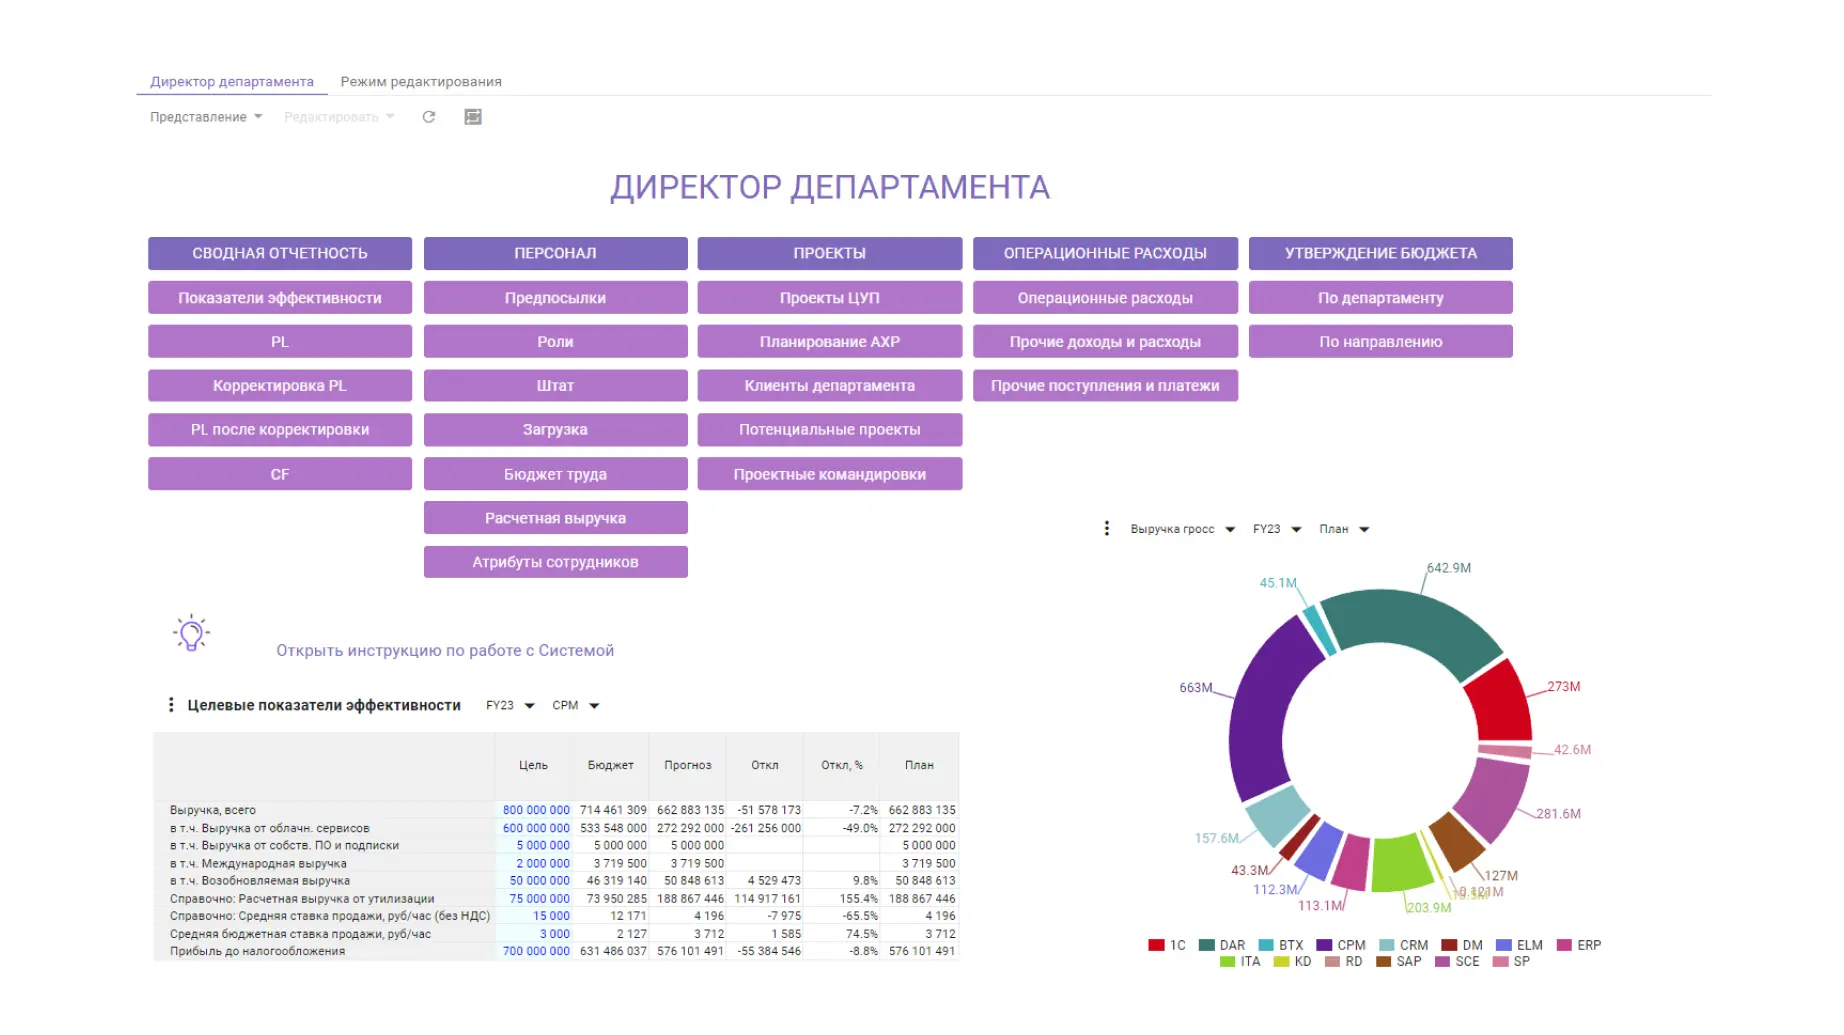 Директор департамента Режим редактирования
Представление Редактировать
ДИРЕКТОР ДЕПАРТАМЕНТА
СВОДНАЯ ОТЧЕТНОСТЬ ПЕРСОНАЛ ПРОЕКТЫ ОПЕРАЦИОННЫЕ РАСХОДЫ УТВЕРЖДЕНИЕ БЮДЖЕТА
Показатели эффективности Предпосылки Проекты ЦУП Операционные расходы По департаменту
PL Роли Планирование АХР Прочие доходы и расходы По направлению
Корректировка PL Штат Клиенты департамента Прочие поступления и платежи
PL после корректировки Загрузка Потенциальные проекты
CF Бюджет труда Проектные командировки
Расчетная выручка
Атрибуты сотрудников
Открыть инструкцию по работе с Системой
Целевые показатели эффективности FY23 CPM
Цель Бюджет Прогноз Откл Откл, % План
Выручка, всего 800 000 000 714 461 309 662 883 135 -51 578 173 -7.2% 662 883 135
в т.ч. Выручка от облачн. сервисов 600 000 000 533 548 000 272 292 000 -261 256 000 -49.0% 272 292 000
в т.ч. Выручка от собств. ПО и подписки 5 000 000 5 000 000 5 000 000 5 000 000
в т.ч. Международная выручка 2 000 000 3 719 500 3 719 500 3 719 500
в т.ч. Возобновляемая выручка 50 000 000 46 319 140 50 848 613 4 529 473 9.8% 50 848 613
Справочно: Расчетная выручка от утилизации 75 000 000 73 950 285 188 867 446 114 917 161 155.4% 188 867 446
Справочно: Средняя ставка продажи, руб/час (без НДС) 15 000 12 171 4 196 -7 975 -65.5% 4 196
Средняя бюджетная ставка продажи, руб/час 3 000 2 127 3 712 1 585 74.5% 3 712
Прибыль до налогообложения 700 000 000 631 486 037 576 101 491 -55 384 546 -8.8% 576 101 491
Выручка гросс FY23 План
642.9M
45.1M
663M
273M
42.6M
281.6M
157.6M
43.3M
127M
112.3M
0.121M
113.1M
203.9M
1C DAR BTX CPM CRM DM ELM ERP
ITA KD RD SAP SCE SP